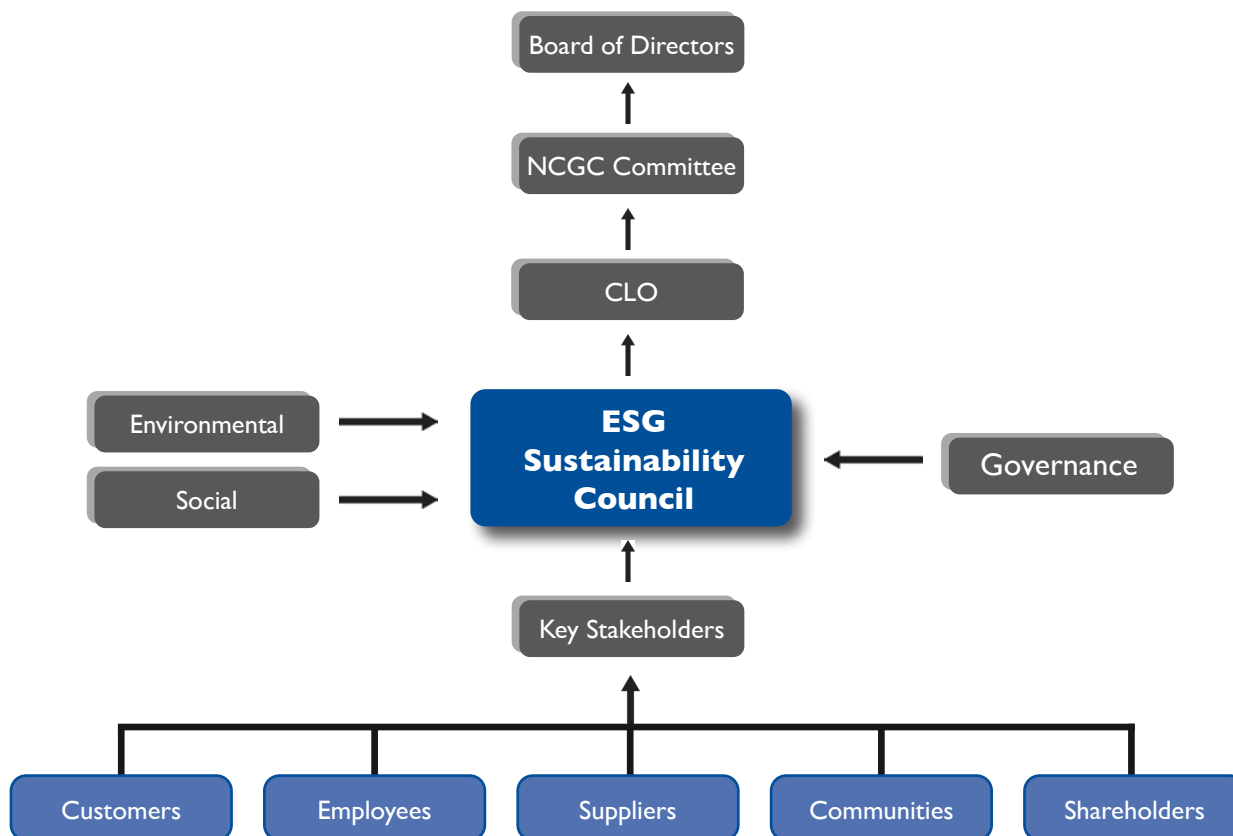 Board of Directors
NCGC Committee
CLO
Environmental
Social
ESG
Sustainability
Council
Governance
Key Stakeholders
Customers
Employees
Suppliers
Communities
Shareholders